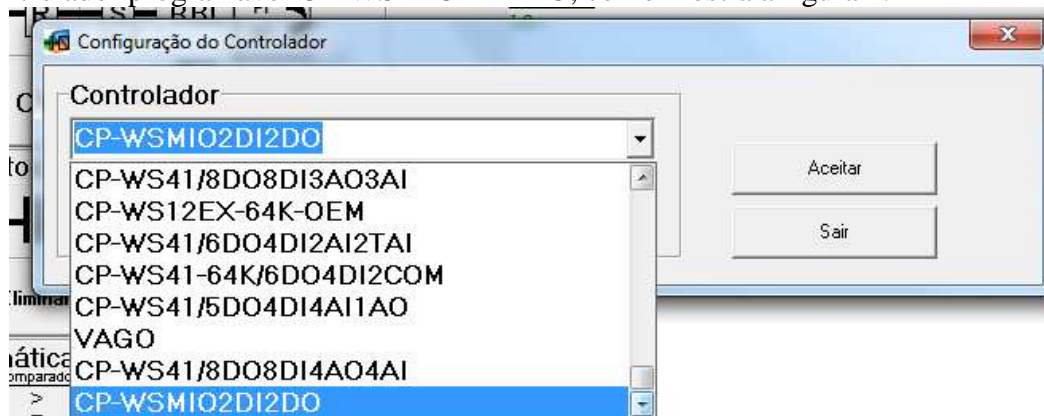 Configuração do Controlador
Controlador
CP-WSMIO2DI2DO
CP-WS41/8DO8DI3AO3AI
CP-WS12EX-64K-OEM
CP-WS41/6DO4DI2AI2TAI
CP-WS41-64K/6DO4DI2COM
CP-WS41/5DO4DI4AI1AO
VAGO
CP-WS41/8DO8DI4AO4AI
CP-WSMIO2DI2DO
Aceitar
Sair